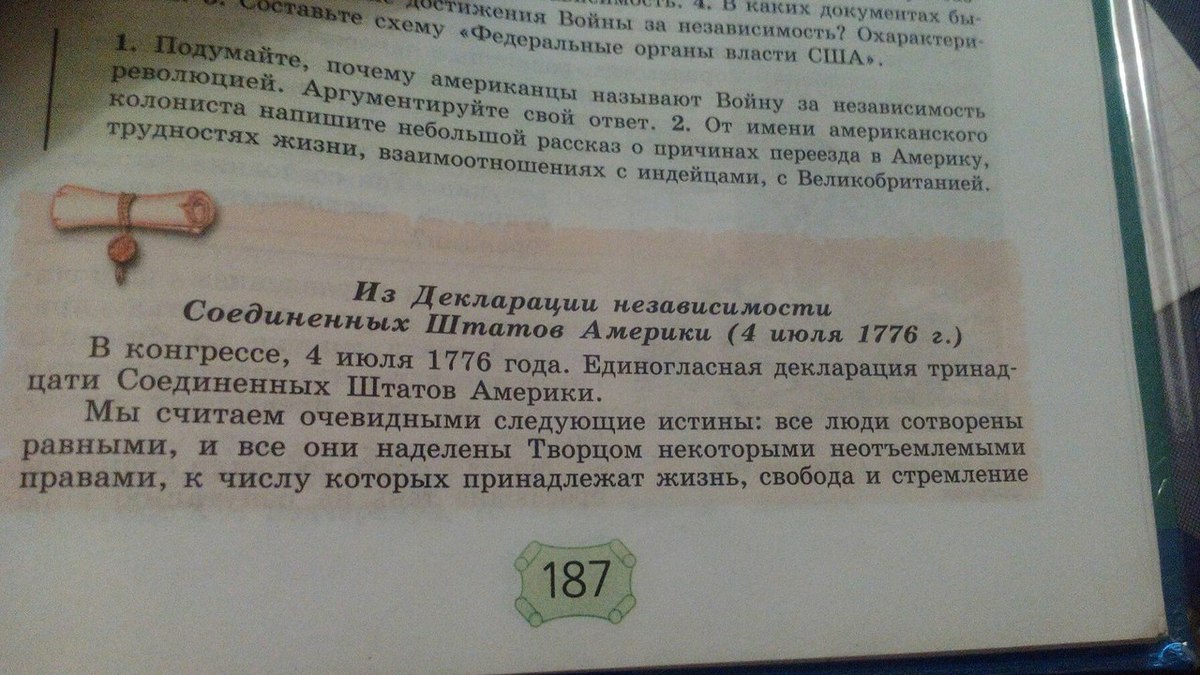 достижения Войны за независимость? Охарактери-
Составьте схему «Федеральные органы власти США».
зависимость. 4. В каких документах бы-
1. Подумайте, почему американцы называют Войну за независимость
революцией. Аргументируйте свой ответ. 2. От имени американского
колониста напишите небольшой рассказ о причинах переезда в Америку,
трудностях жизни, взаимоотношениях с индейцами, с Великобританией.
Из Декларации независимости
Соединенных Штатов Америки (4 июля 1776 г.)
В конгрессе, 4 июля 1776 года. Единогласная декларация тринад-
цати Соединенных Штатов Америки.
Мы считаем очевидными следующие истины: все люди сотворены
равными, и все они наделены Творцом некоторыми неотъемлемыми
правами, к числу которых принадлежат жизнь, свобода и стремление
187